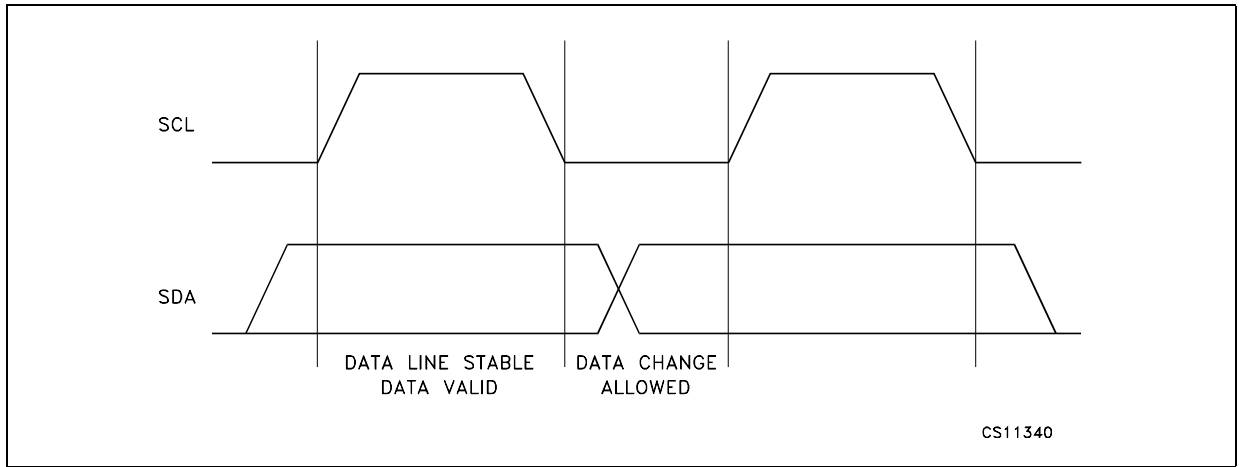 SCL
SDA
DATA LINE STABLE
DATA VALID
DATA CHANGE
ALLOWED
CS11340